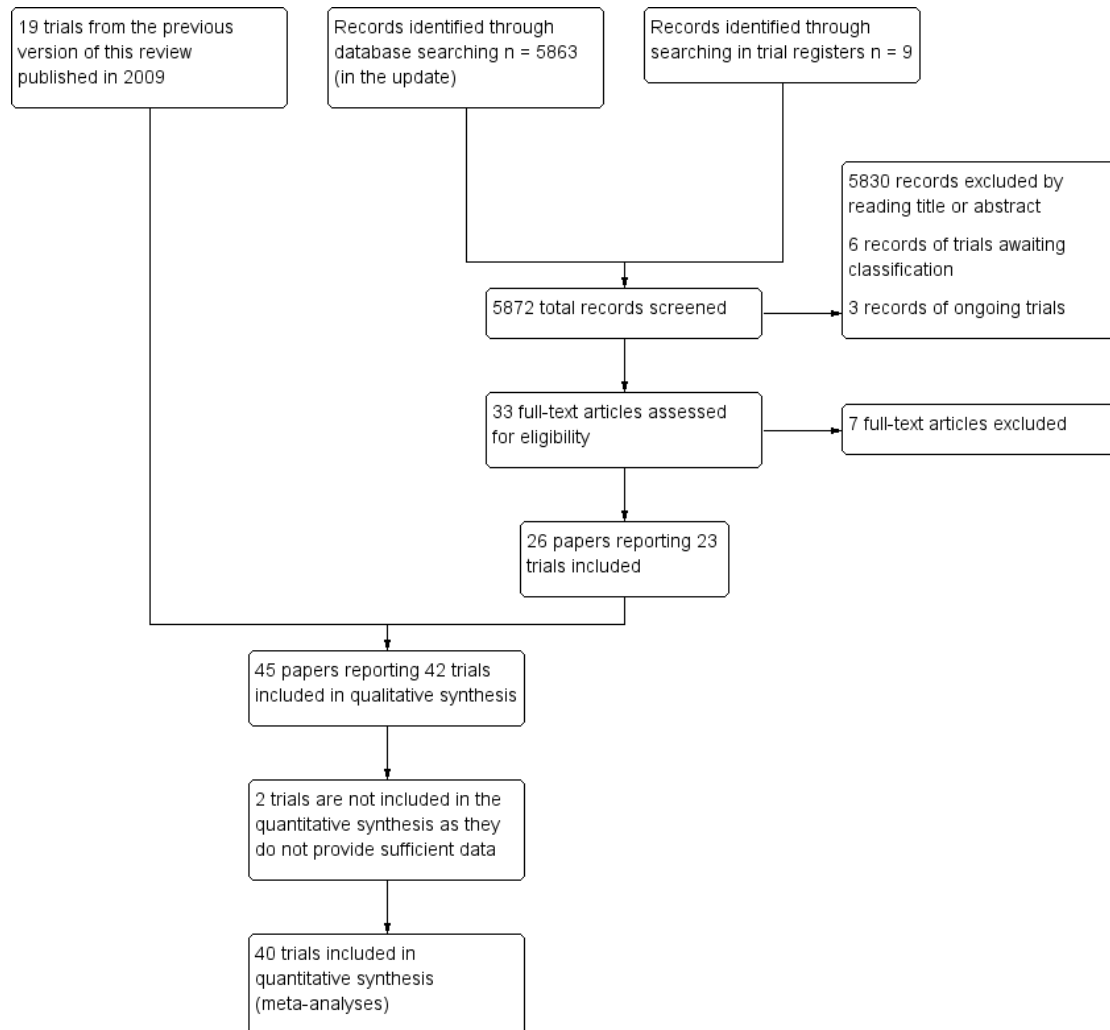 19 trials from the previous
version of this review
published in 2009
Records identified through
database searching n = 5863
(in the update)
Records identified through
searching in trial registers n = 9
5830 records excluded by
reading title or abstract
6 records of trials awaiting
classification
3 records of ongoing trials
5872 total records screened
33 full-text articles assessed
for eligibility
7 full-text articles excluded
26 papers reporting 23
trials included
45 papers reporting 42 trials
included in qualitative synthesis
2 trials are not included in the
quantitative synthesis as they
do not provide sufficient data
40 trials included in
quantitative synthesis
(meta-analyses)